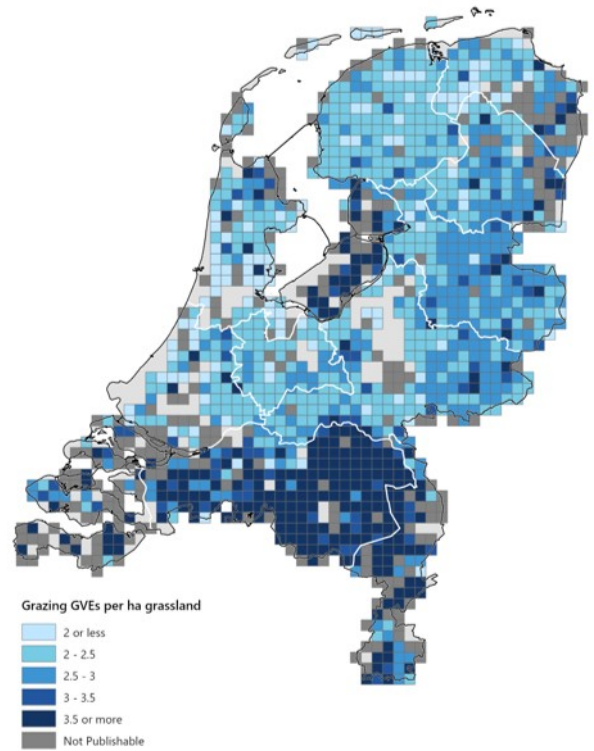 Grazing GVEs per ha grassland
2 or less
2 - 2.5
2.5 - 3
3 - 3.5
3.5 or more
Not Publishable